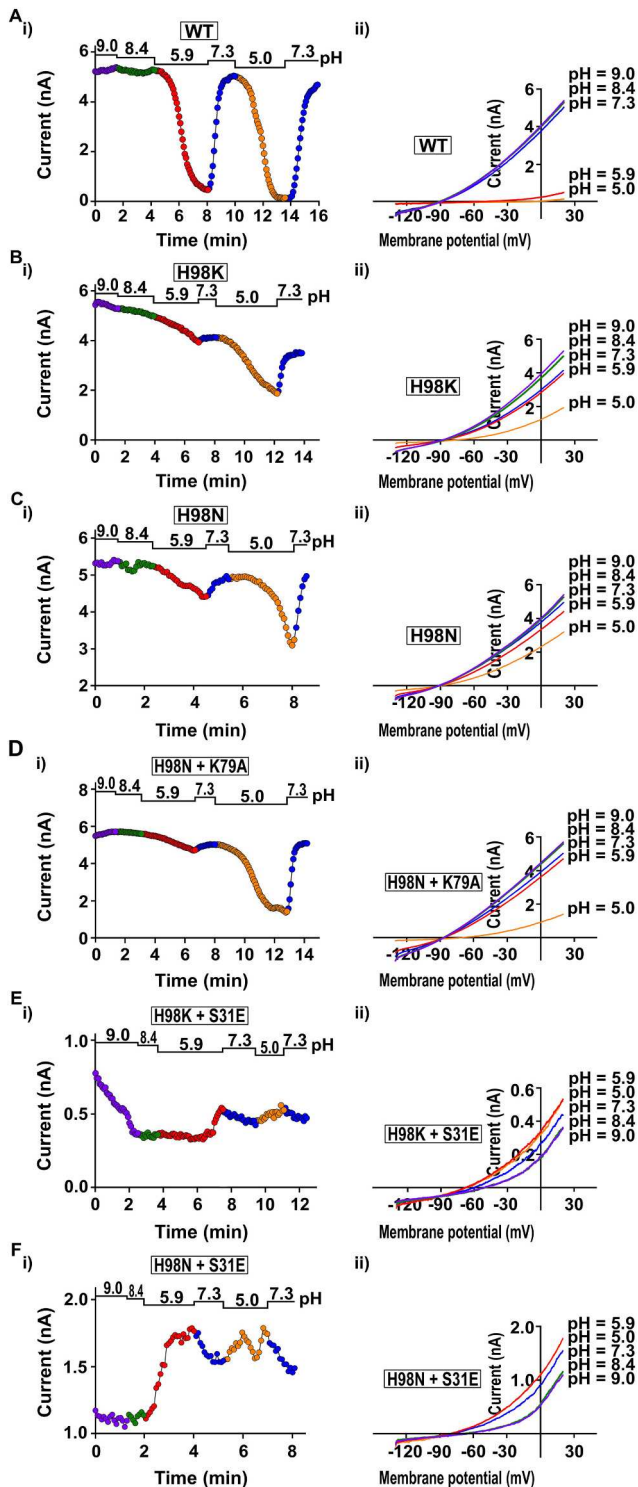 A
i)
WT
9.0 8.4 5.9 7.3 5.0 7.3 pH
6
4
2
0
Current (nA)
0 2 4 6 8 10 12 14 16
Time (min)
ii)
WT
Current (nA)
6
4
2
pH = 9.0
pH = 8.4
pH = 7.3
pH = 5.9
pH = 5.0
-120 -90 -60 -30 30
Membrane potential (mV)
B
i)
H98K
9.0 8.4 5.9 7.3 5.0 7.3 pH
6
4
2
0
Current (nA)
0 2 4 6 8 10 12 14
Time (min)
ii)
H98K
Current (nA)
6
4
2
pH = 9.0
pH = 8.4
pH = 7.3
pH = 5.9
pH = 5.0
-120 -90 -60 -30 30
Membrane potential (mV)
C
i)
H98N
9.0 8.4 5.9 7.3 5.0 7.3 pH
6
5
4
3
2
Current (nA)
0 2 4 6 8
Time (min)
ii)
H98N
Current (nA)
6
4
2
pH = 9.0
pH = 8.4
pH = 7.3
pH = 5.9
pH = 5.0
-120 -90 -60 -30 30
Membrane potential (mV)
D
i)
H98N + K79A
9.0 8.4 5.9 7.3 5.0 7.3 pH
8
6
4
2
0
Current (nA)
0 2 4 6 8 10 12 14
Time (min)
ii)
H98N + K79A
Current (nA)
6
4
2
pH = 9.0
pH = 8.4
pH = 7.3
pH = 5.9
pH = 5.0
-120 -90 -60 -30 30
Membrane potential (mV)
E
i)
H98K + S31E
9.0 8.4 5.9 7.3 5.0 7.3 pH
1.0
0.5
0.0
Current (nA)
0 2 4 6 8 10 12
Time (min)
ii)
H98K + S31E
Current (nA)
0.6
0.4
0.2
pH = 5.9
pH = 5.0
pH = 7.3
pH = 8.4
pH = 9.0
-120 -90 -60 -30 30
Membrane potential (mV)
F
i)
H98N + S31E
9.0 8.4 5.9 7.3 5.0 7.3 pH
2.0
1.5
1.0
Current (nA)
0 2 4 6 8
Time (min)
ii)
H98N + S31E
Current (nA)
2.0
1.0
pH = 5.9
pH = 5.0
pH = 7.3
pH = 8.4
pH = 9.0
-120 -90 -60 -30 30
Membrane potential (mV)